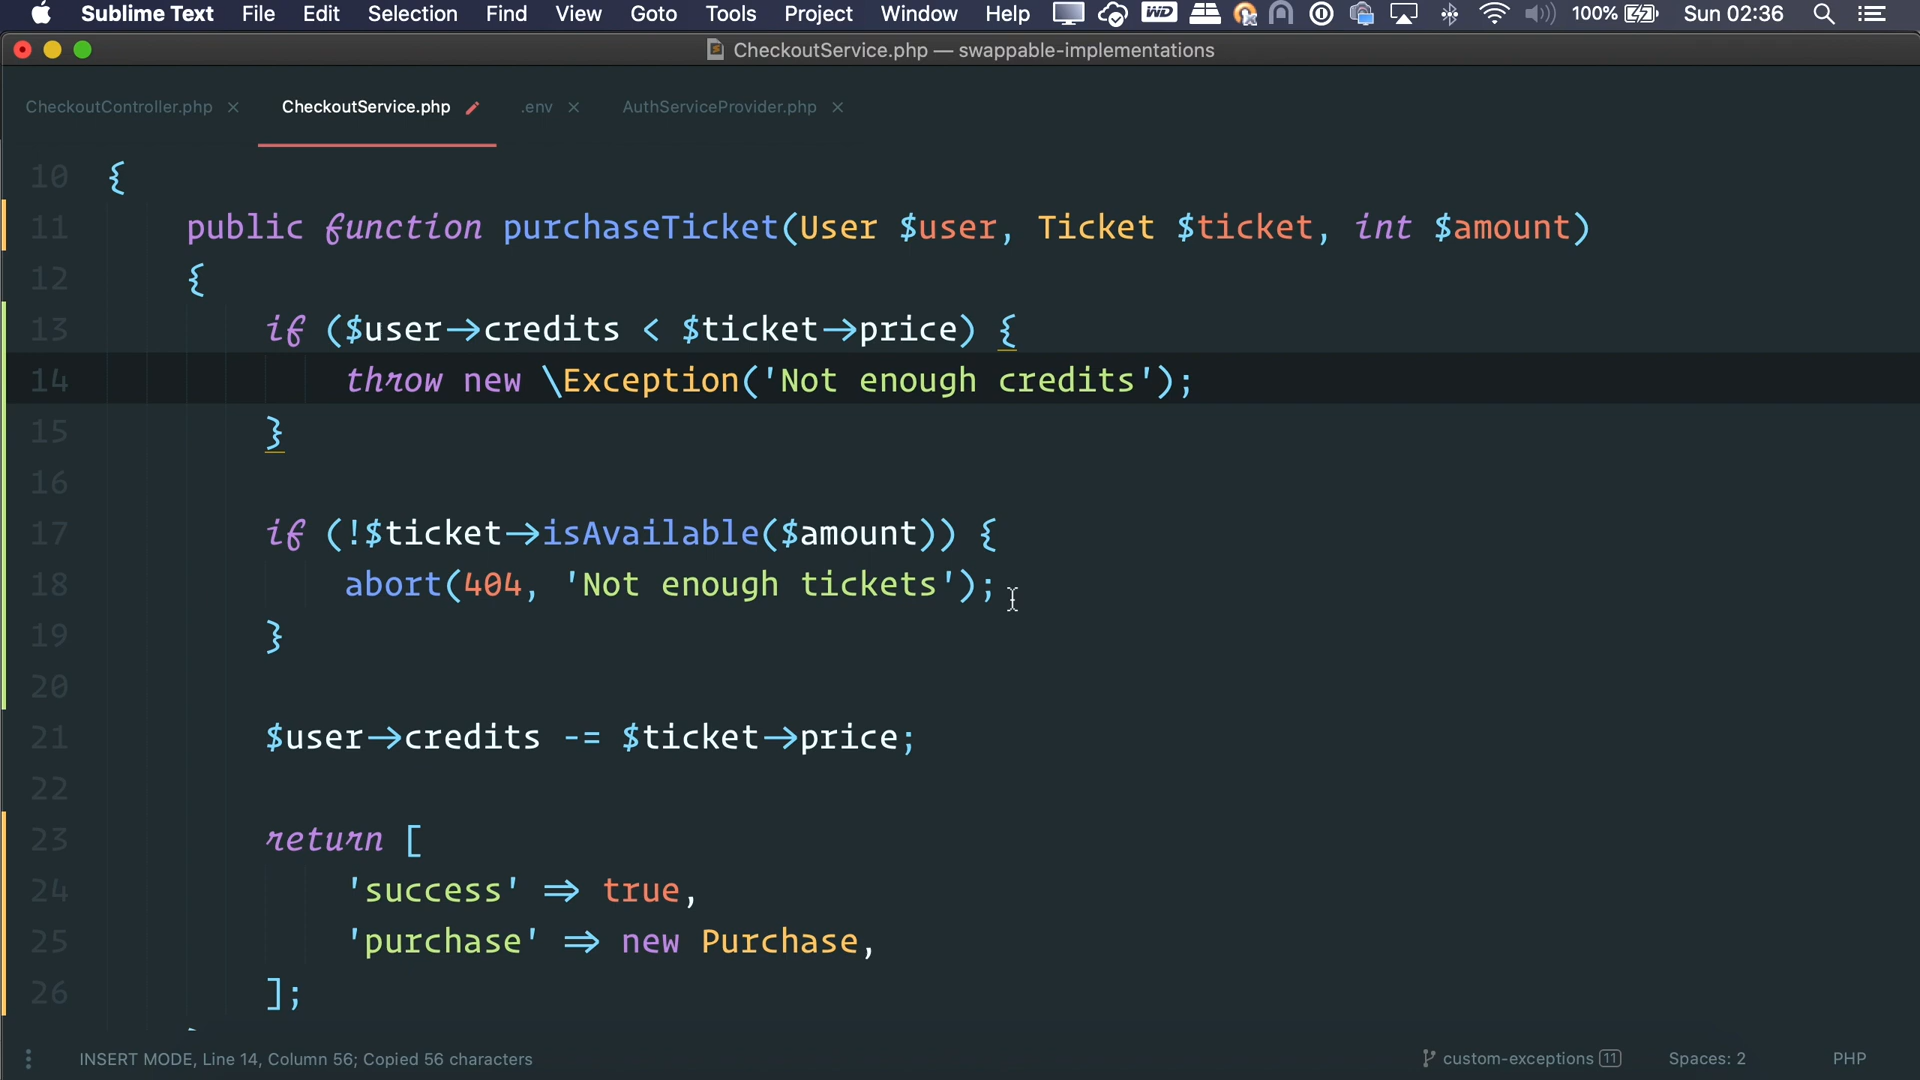 Sublime Text File Edit Selection Find View Goto Tools Project Window Help WD 100% Sun 02:36
CheckoutService.php — swappable-implementations
CheckoutController.php × CheckoutService.php .env × AuthServiceProvider.php ×
10 {
11 public function purchaseTicket(User $user, Ticket $ticket, int $amount)
12 {
13 if ($user->credits < $ticket->price) {
14 throw new \Exception('Not enough credits');
15 }
16
17 if (!$ticket->isAvailable($amount)) {
18 abort(404, 'Not enough tickets');
19 }
20
21 $user->credits -= $ticket->price;
22
23 return [
24 'success' => true,
25 'purchase' => new Purchase,
26 ];
INSERT MODE, Line 14, Column 56; Copied 56 characters custom-exceptions 11 Spaces: 2 PHP